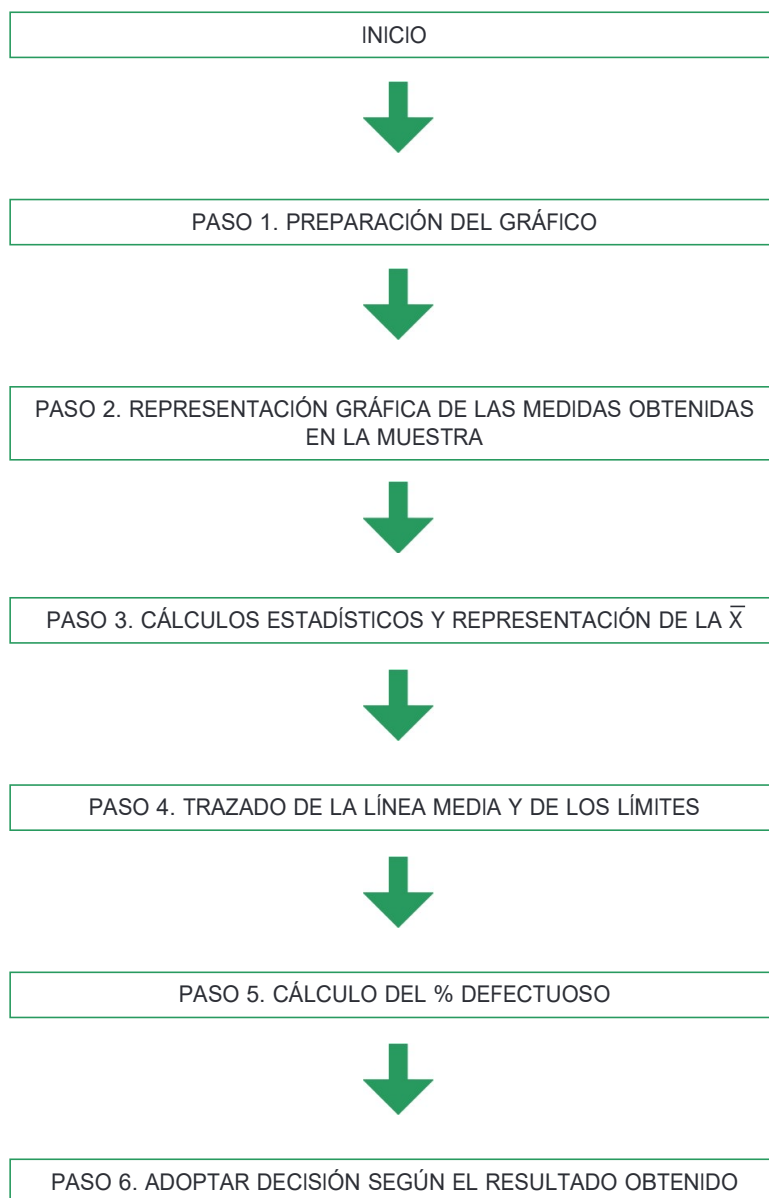 INICIO
PASO 1. PREPARACIÓN DEL GRÁFICO
PASO 2. REPRESENTACIÓN GRÁFICA DE LAS MEDIDAS OBTENIDAS
EN LA MUESTRA
PASO 3. CÁLCULOS ESTADÍSTICOS Y REPRESENTACIÓN DE LA X̅
PASO 4. TRAZADO DE LA LÍNEA MEDIA Y DE LOS LÍMITES
PASO 5. CÁLCULO DEL % DEFECTUOSO
PASO 6. ADOPTAR DECISIÓN SEGÚN EL RESULTADO OBTENIDO